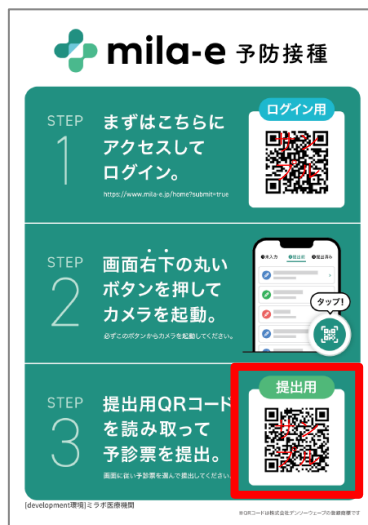 mila-e 予防接種
STEP
1
まずはこちらに
アクセスして
ログイン。
https://www.mila-e.jp/home?submit=true
ログイン用
サン
プル
STEP
2
画面右下の丸い
ボタンを押して
カメラを起動。
必ずこのボタンからカメラを起動してください。
タップ!
STEP
3
提出用QRコード
を読み取って
予診票を提出。
画面に従い予診票を選んで提出してください。
提出用
サン
プル
[development環境]ミラボ医療機関
※QRコードは株式会社デンソーウェーブの登録商標です